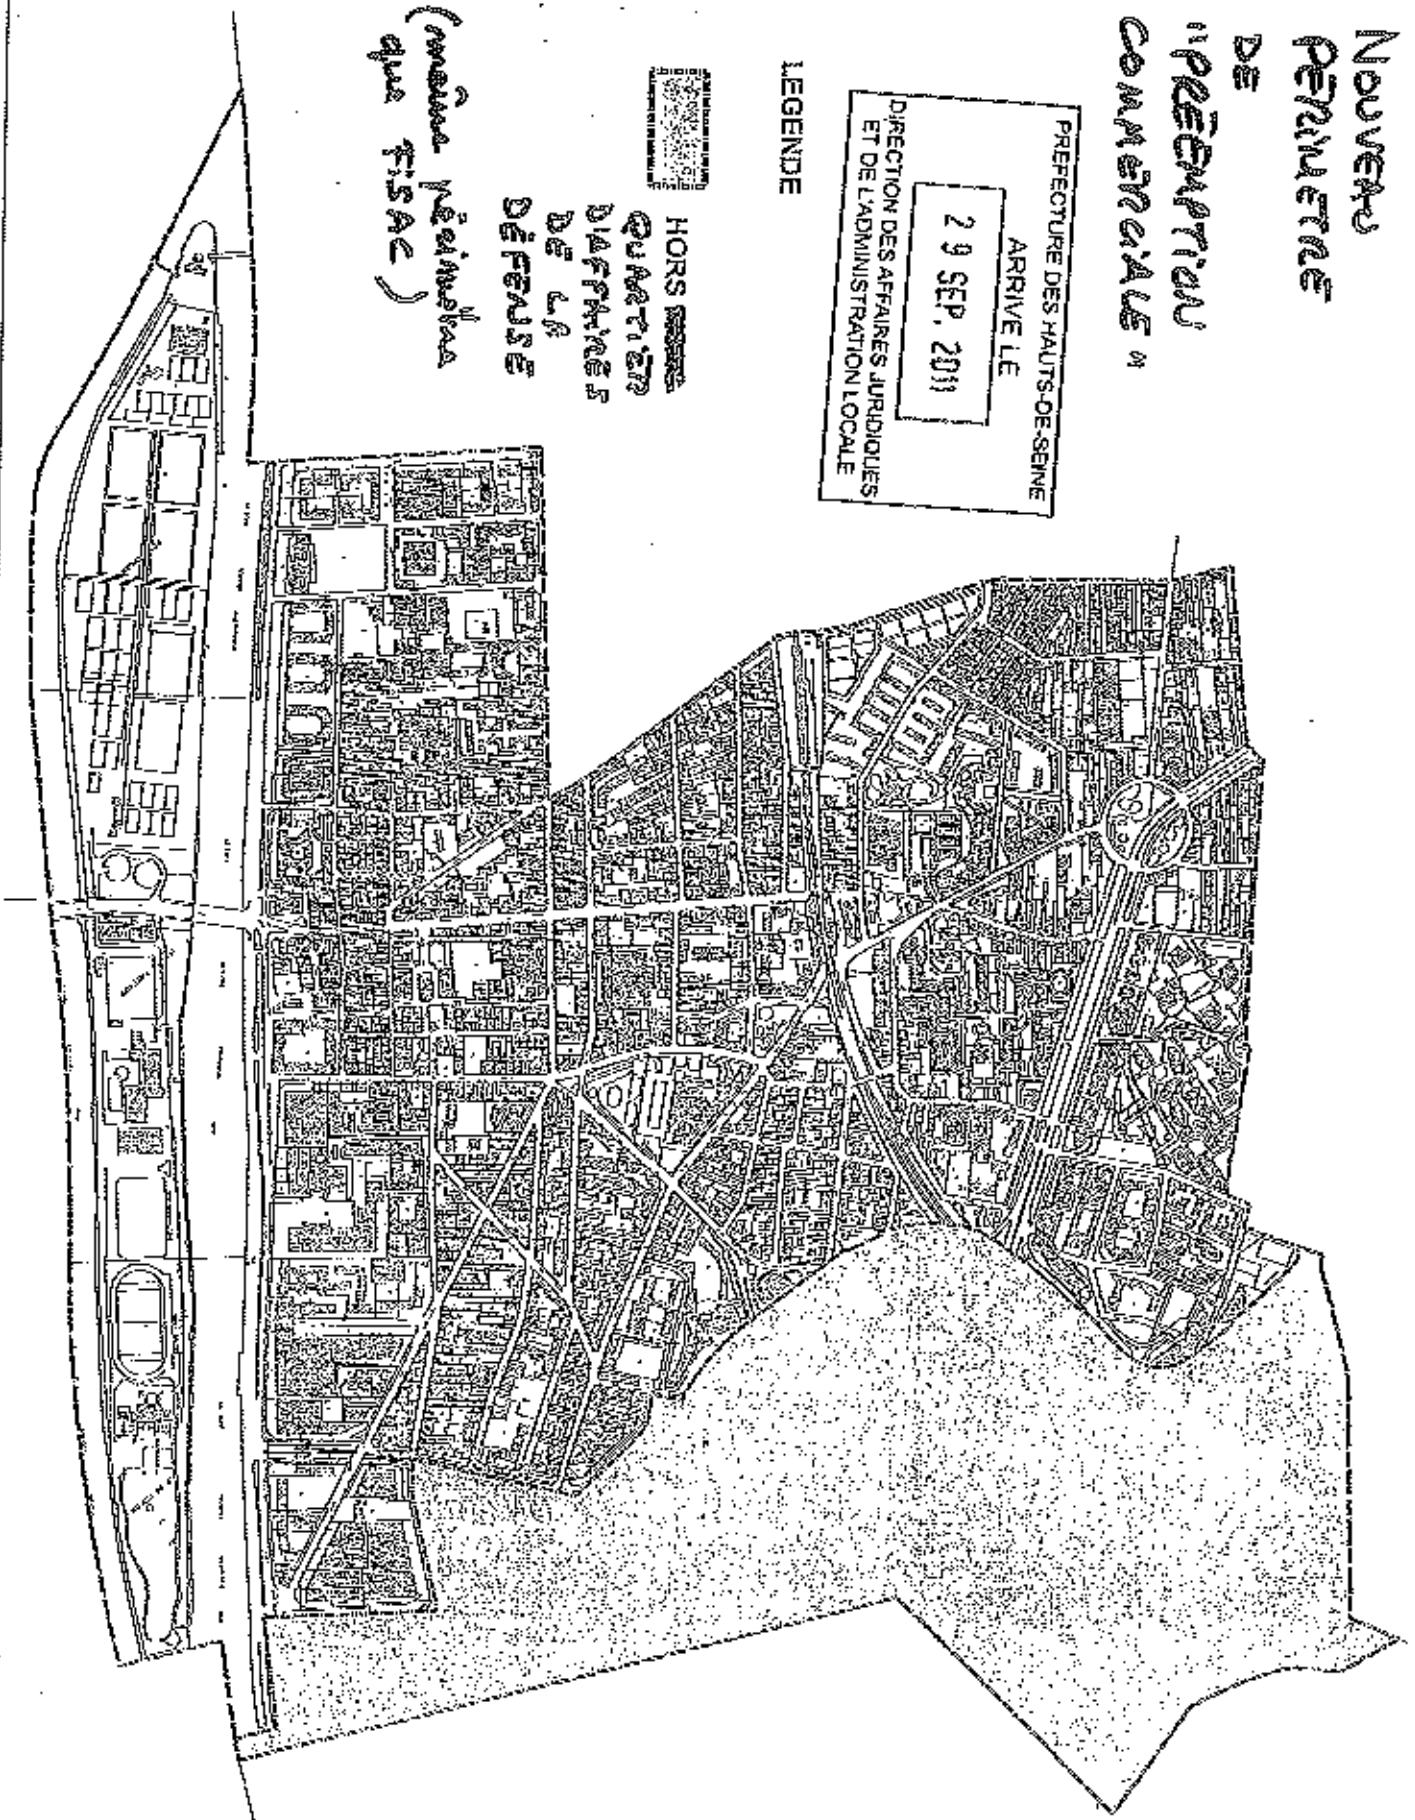 NOUVEAU
PÉRIMÈTRE
DE
"PRÉEMPTION
COMMERCIALE"
PREFECTURE DES HAUTS-DE-SEINE
ARRIVE LE
29 SEP. 2011
DIRECTION DES AFFAIRES JURIDIQUES
ET DE L'ADMINISTRATION LOCALE
LEGENDE
HORS
QUARTIER
D'AFFAIRES
DE LA
DÉFENSE
(même périmètre
que FISAC)